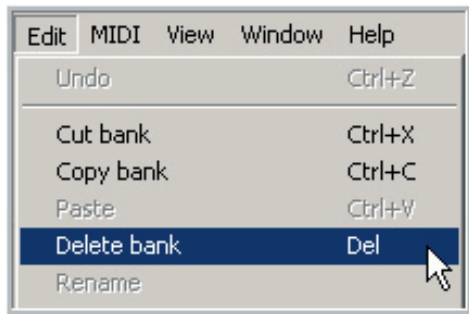 Edit MIDI View Window Help
Undo Ctrl+Z
Cut bank Ctrl+X
Copy bank Ctrl+C
Paste Ctrl+V
Delete bank Del
Rename